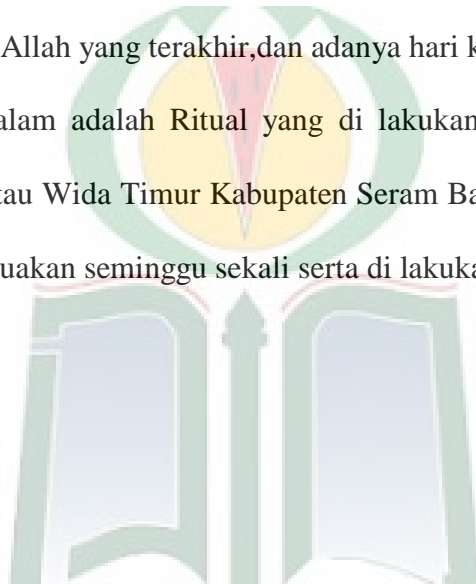 Allah yang terakhir,dan adanya hari k
alam adalah Ritual yang di lakukan
au Wida Timur Kabupaten Seram Ba
uakan seminggu sekali serta di lakuka